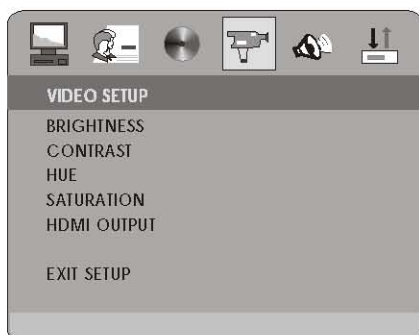 VIDEO SETUP
BRIGHTNESS
CONTRAST
HUE
SATURATION
HDMI OUTPUT
EXIT SETUP